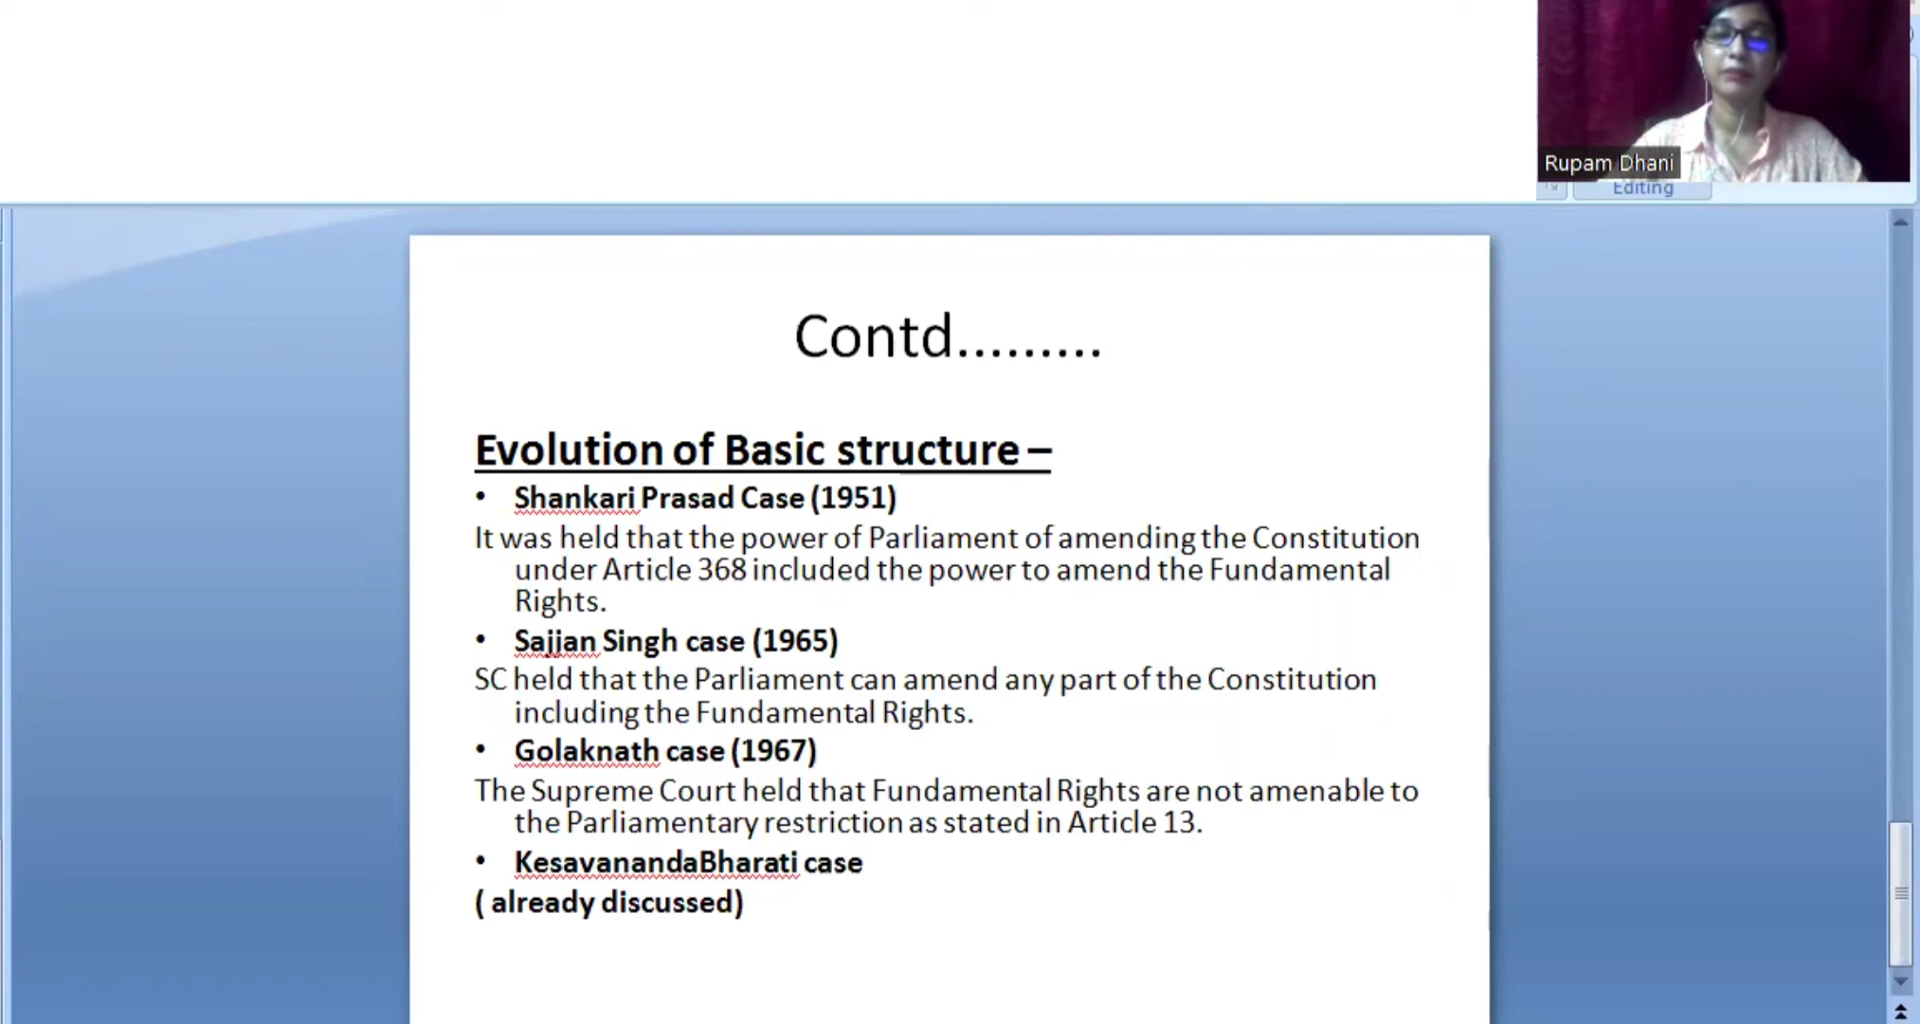 Rupam Dhani
Editing
Contd.........
Evolution of Basic structure –
• Shankari Prasad Case (1951)
It was held that the power of Parliament of amending the Constitution
under Article 368 included the power to amend the Fundamental
Rights.
• Sajjan Singh case (1965)
SC held that the Parliament can amend any part of the Constitution
including the Fundamental Rights.
• Golaknath case (1967)
The Supreme Court held that Fundamental Rights are not amenable to
the Parliamentary restriction as stated in Article 13.
• KesavanandaBharati case
( already discussed)